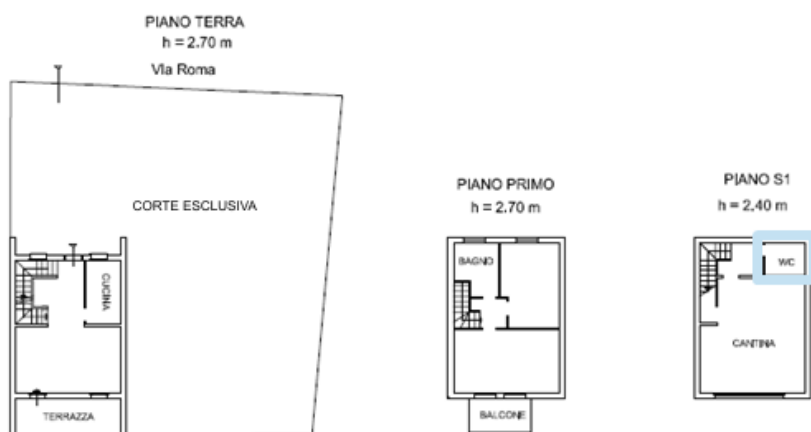 PIANO TERRA
h = 2.70 m
VIa Roma
CORTE ESCLUSIVA
CUCINA
TERRAZZA
PIANO PRIMO
h = 2.70 m
BAGNO
BALCONE
PIANO S1
h = 2.40 m
WC
CANTINA